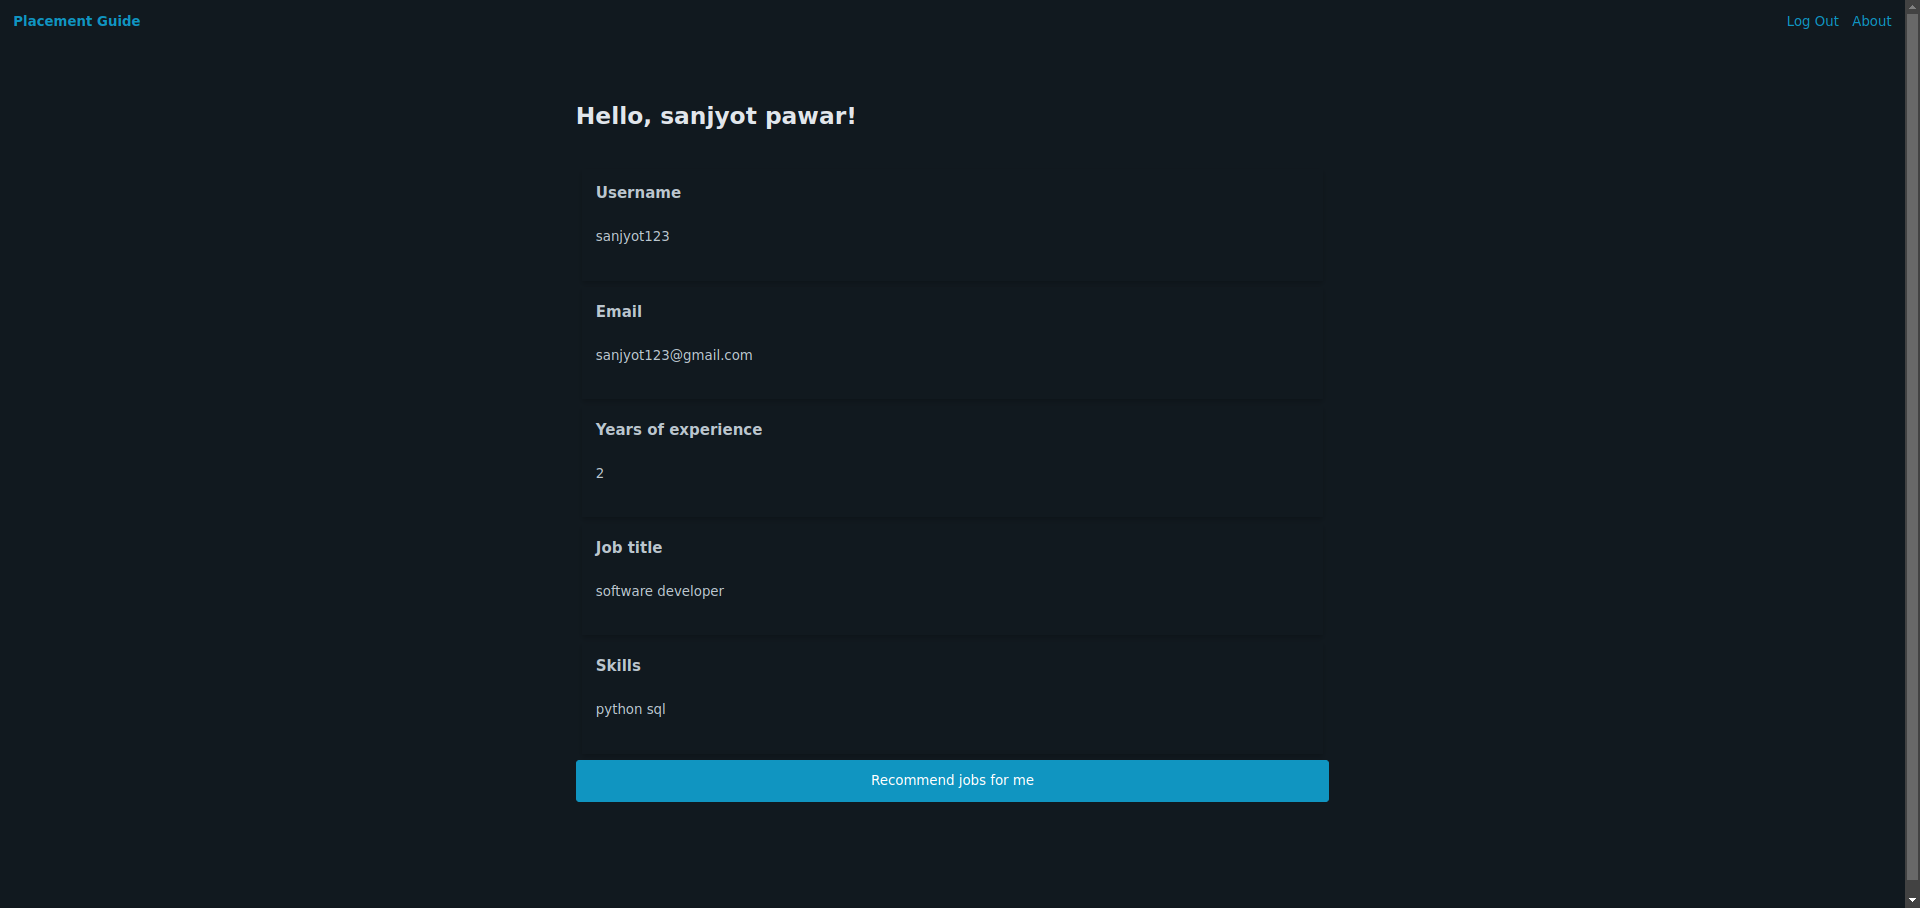 Placement Guide
Log Out About
Hello, sanjyot pawar!
Username
sanjyot123
Email
sanjyot123@gmail.com
Years of experience
2
Job title
software developer
Skills
python sql
Recommend jobs for me